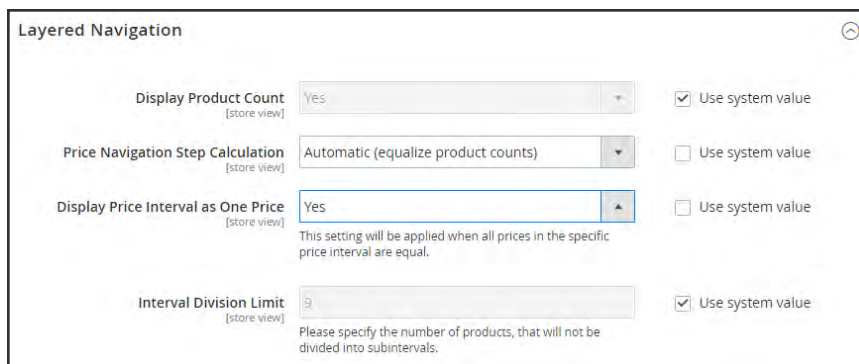 Layered Navigation
Display Product Count
[store view]
Yes
Use system value
Price Navigation Step Calculation
[store view]
Automatic (equalize product counts)
Use system value
Display Price Interval as One Price
[store view]
Yes
Use system value
This setting will be applied when all prices in the specific
price interval are equal.
Interval Division Limit
[store view]
9
Use system value
Please specify the number of products, that will not be
divided into subintervals.